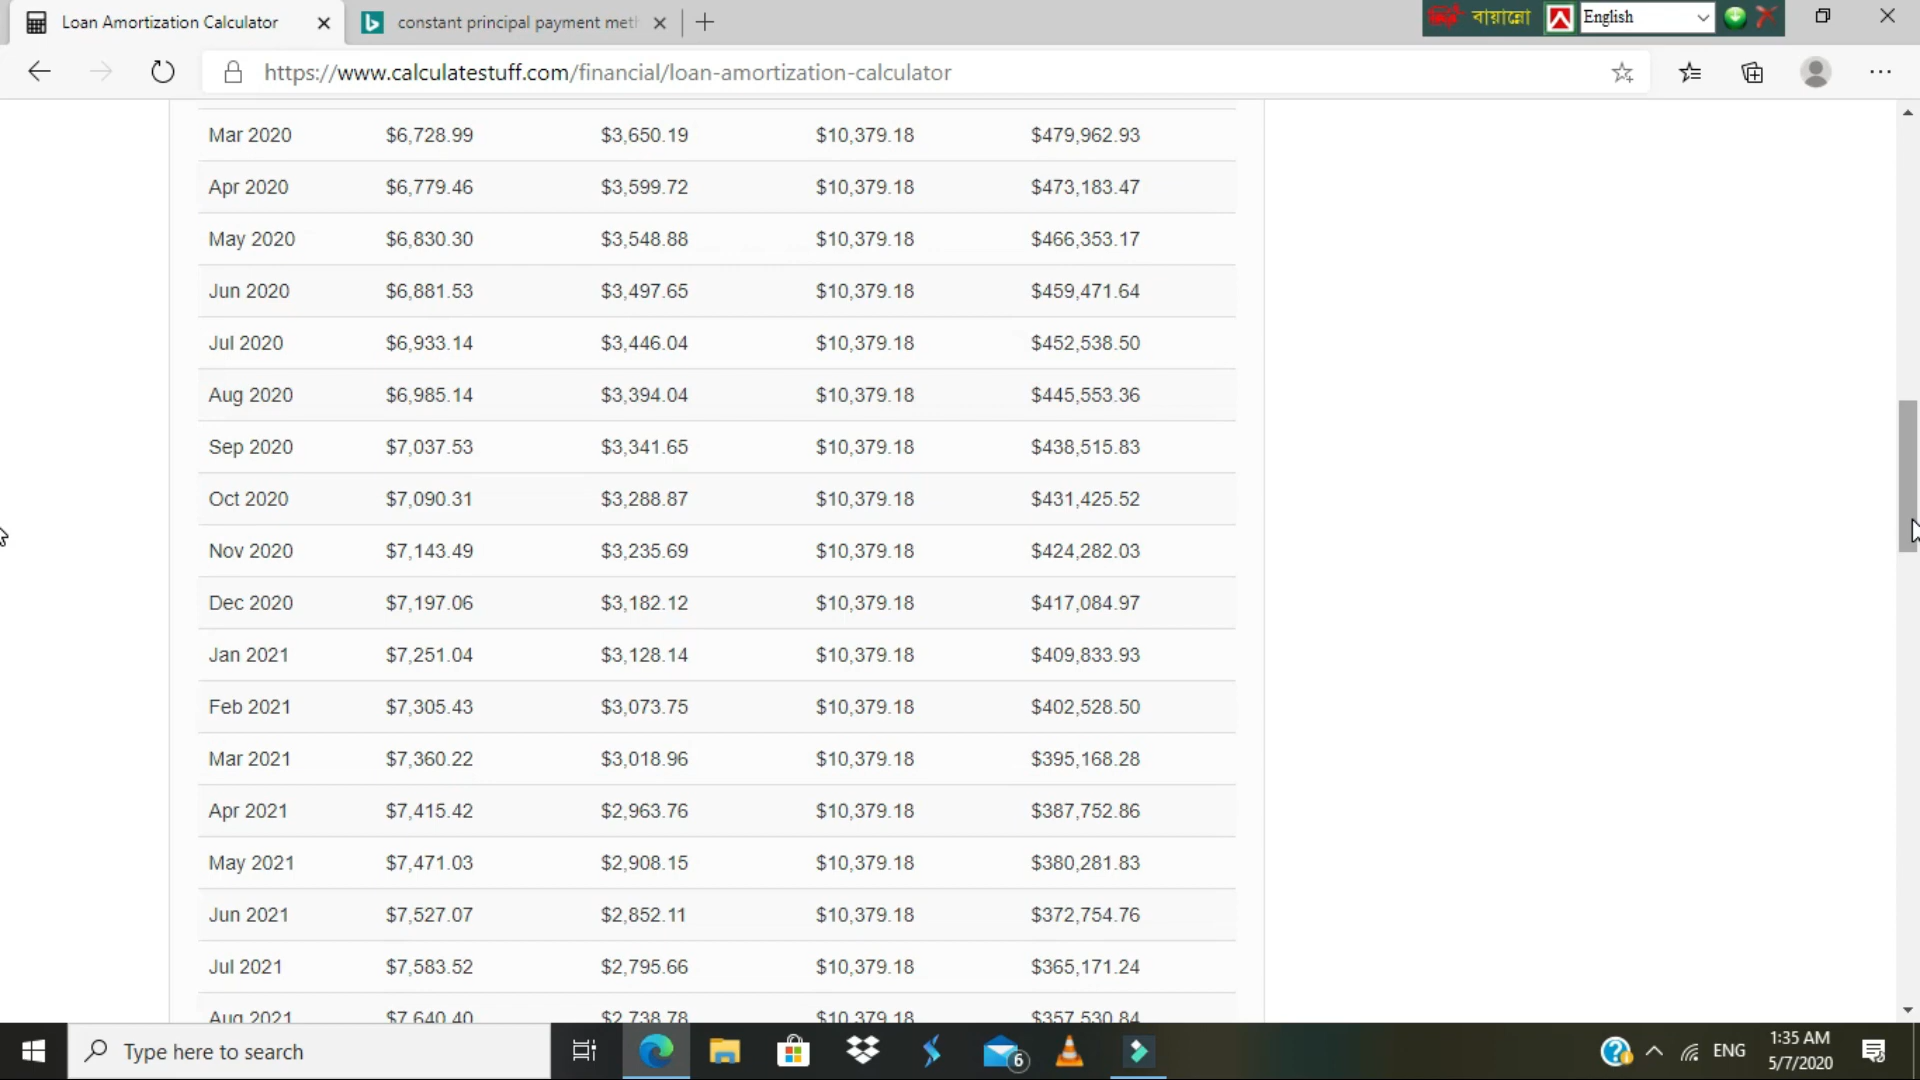 Loan Amortization Calculator
constant principal payment meth
বায়ান্নো
English
https://www.calculatestuff.com/financial/loan-amortization-calculator
Mar 2020 $6,728.99 $3,650.19 $10,379.18 $479,962.93
Apr 2020 $6,779.46 $3,599.72 $10,379.18 $473,183.47
May 2020 $6,830.30 $3,548.88 $10,379.18 $466,353.17
Jun 2020 $6,881.53 $3,497.65 $10,379.18 $459,471.64
Jul 2020 $6,933.14 $3,446.04 $10,379.18 $452,538.50
Aug 2020 $6,985.14 $3,394.04 $10,379.18 $445,553.36
Sep 2020 $7,037.53 $3,341.65 $10,379.18 $438,515.83
Oct 2020 $7,090.31 $3,288.87 $10,379.18 $431,425.52
Nov 2020 $7,143.49 $3,235.69 $10,379.18 $424,282.03
Dec 2020 $7,197.06 $3,182.12 $10,379.18 $417,084.97
Jan 2021 $7,251.04 $3,128.14 $10,379.18 $409,833.93
Feb 2021 $7,305.43 $3,073.75 $10,379.18 $402,528.50
Mar 2021 $7,360.22 $3,018.96 $10,379.18 $395,168.28
Apr 2021 $7,415.42 $2,963.76 $10,379.18 $387,752.86
May 2021 $7,471.03 $2,908.15 $10,379.18 $380,281.83
Jun 2021 $7,527.07 $2,852.11 $10,379.18 $372,754.76
Jul 2021 $7,583.52 $2,795.66 $10,379.18 $365,171.24
Aug 2021 $7,640.40 $2,738.78 $10,379.18 $357,530.84
Type here to search
6
ENG
1:35 AM
5/7/2020